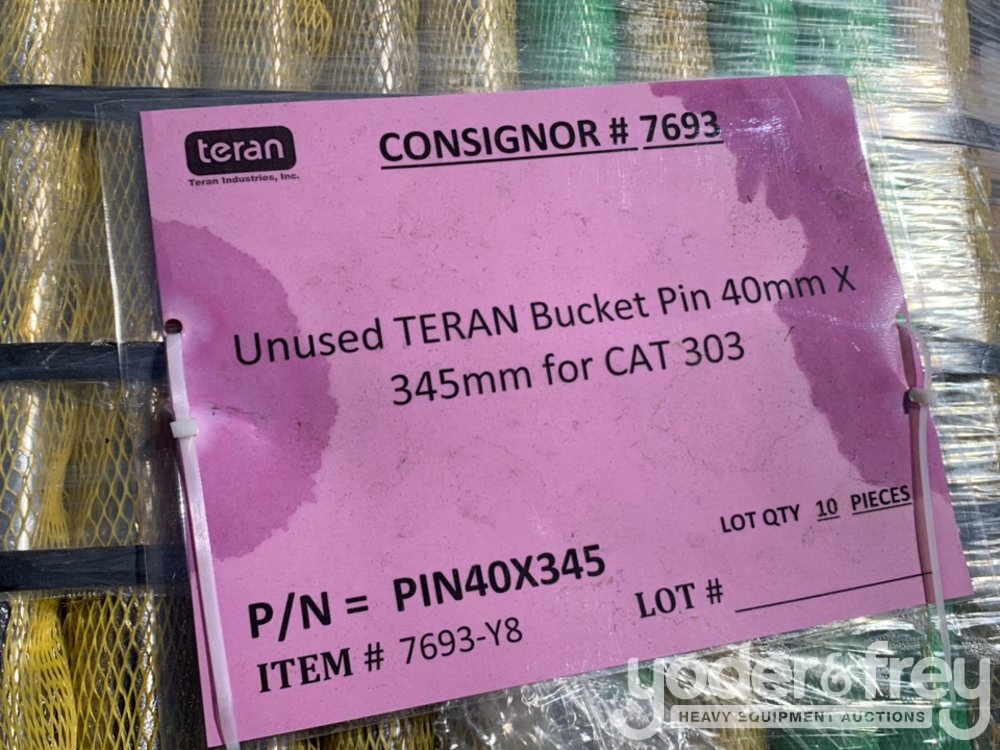 teran
Teran Industries, Inc.
CONSIGNOR # 7693
Unused TERAN Bucket Pin 40mm X
345mm for CAT 303
LOT QTY 10 PIECES
P/N = PIN40X345
LOT #
ITEM # 7693-Y8
yoder&frey
HEAVY EQUIPMENT AUCTIONS